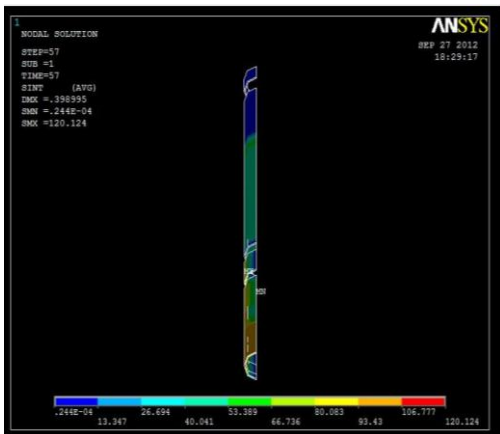 1
NODAL SOLUTION
STEP=57
SUB =1
TIME=57
SINT (AVG)
DMX =.398995
SMN =.244E-04
SMX =120.124
ANSYS
SEP 27 2012
18:29:17
MN
.244E-04 26.694 53.389 80.083 106.777
13.347 40.041 66.736 93.43 120.124